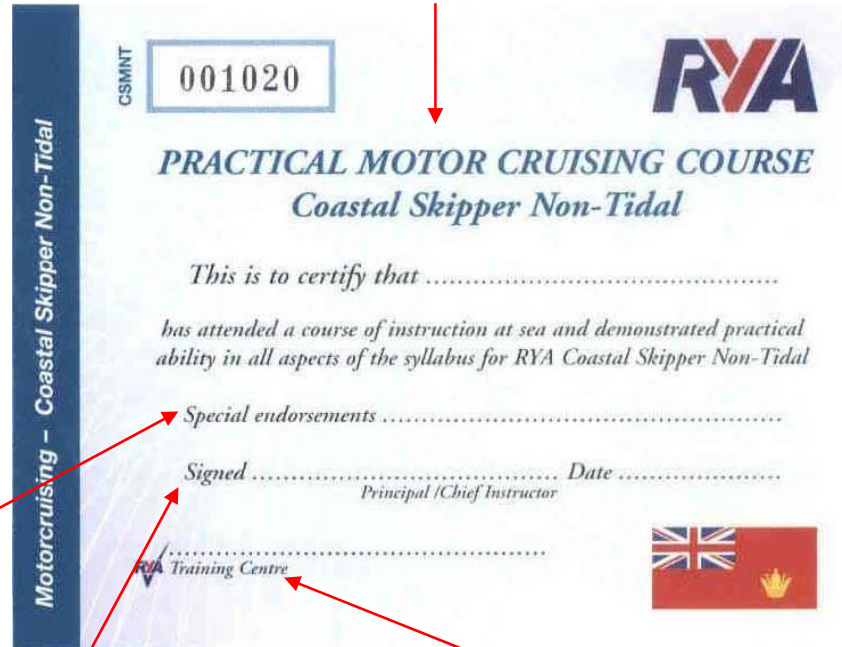 CSMNT
001020
RYA
PRACTICAL MOTOR CRUISING COURSE
Coastal Skipper Non-Tidal
This is to certify that ..............................................
has attended a course of instruction at sea and demonstrated practical
ability in all aspects of the syllabus for RYA Coastal Skipper Non-Tidal
Special endorsements ....................................................
Signed ........................................ Date .....................
Principal /Chief Instructor
..................................................
RYA Training Centre
Motorcruising – Coastal Skipper Non-Tidal